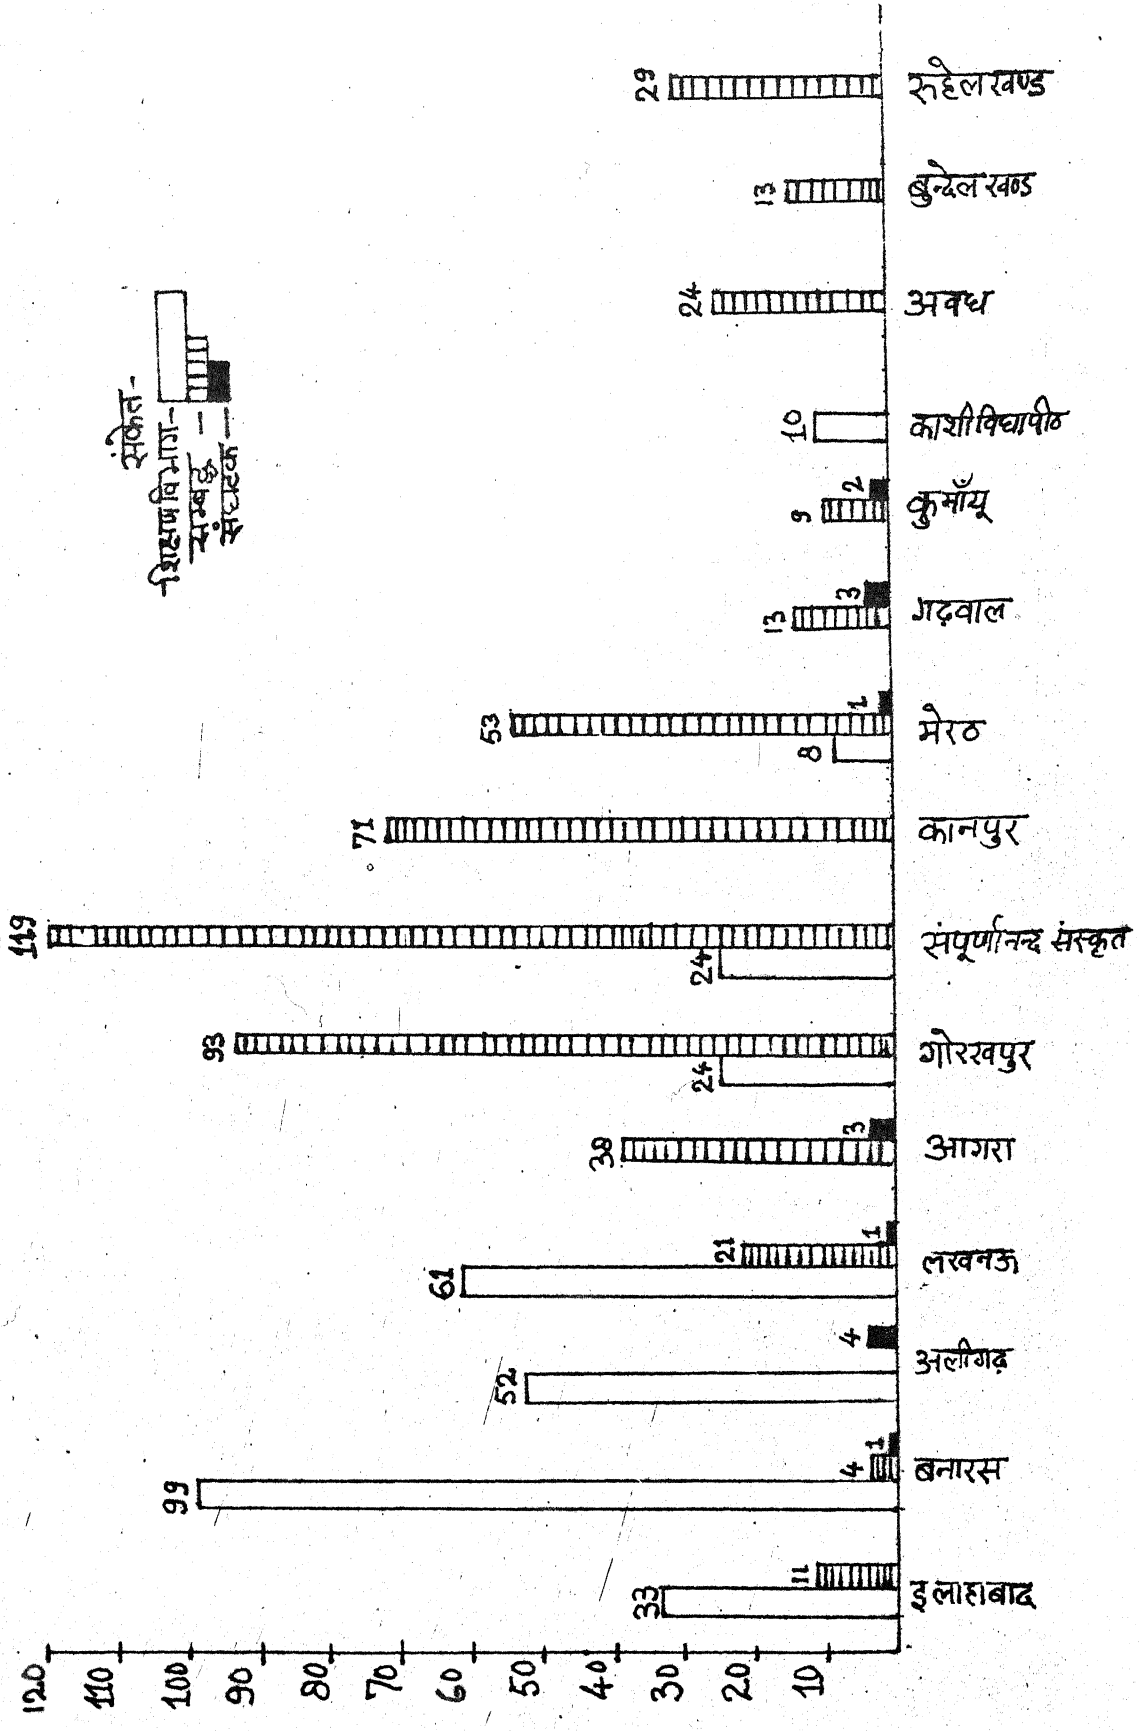 संकेत-
-शिक्षण विभाग-
सम्बद्ध -
संघटक -
120
110
100
90
80
70
60
50
40
30
20
10
33
11
इलाहाबाद
99
4
1
बनारस
52
4
अलीगढ़
61
21
1
लखनऊ
38
3
आगरा
24
93
गोरखपुर
24
119
संपूर्णानन्द संस्कृत
71
कानपुर
8
53
1
मेरठ
13
3
गढ़वाल
9
2
कुमाँयू
10
काशी विद्यापीठ
24
अवध
13
बुन्देलखण्ड
29
रुहेलखण्ड